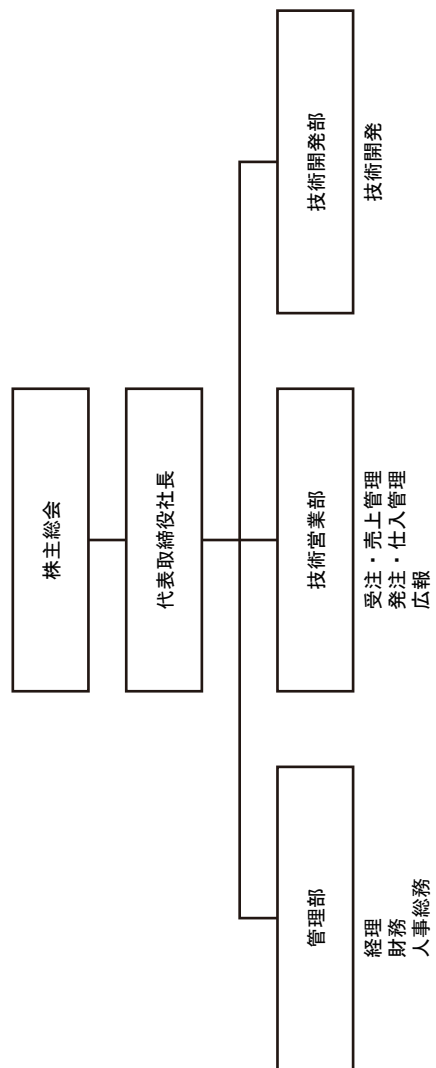 株主総会
代表取締役社長
管理部
経理
財務
人事総務
技術営業部
受注・売上管理
発注・仕入管理
広報
技術開発部
技術開発